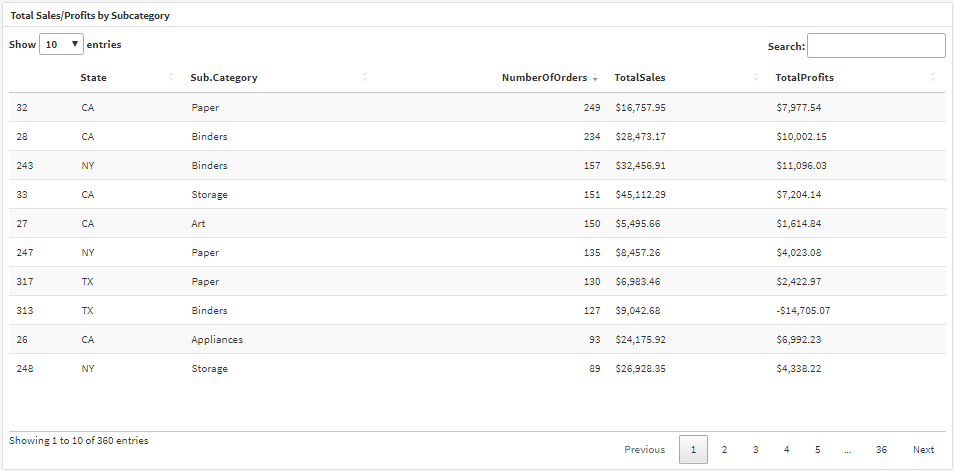 Total Sales/Profits by Subcategory
Show 10 entries Search:
State Sub.Category NumberOfOrders TotalSales TotalProfits
32 CA Paper 249 $16,757.95 $7,977.54
28 CA Binders 234 $28,473.17 $10,002.15
243 NY Binders 157 $32,456.91 $11,096.03
33 CA Storage 151 $45,112.29 $7,204.14
27 CA Art 150 $5,495.66 $1,614.84
247 NY Paper 135 $8,457.26 $4,023.08
317 TX Paper 130 $6,983.46 $2,422.97
313 TX Binders 127 $9,042.68 -$14,705.07
26 CA Appliances 93 $24,175.92 $6,992.23
248 NY Storage 89 $26,928.35 $4,338.22
Showing 1 to 10 of 360 entries
Previous 1 2 3 4 5 ... 36 Next